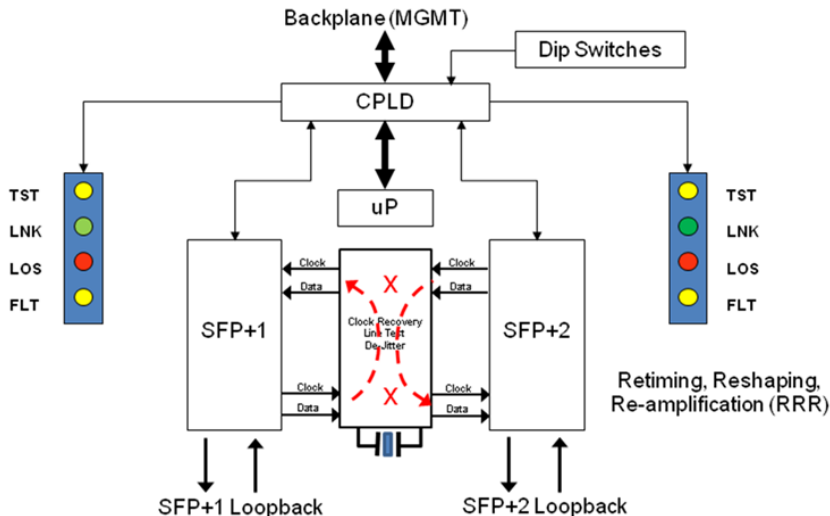 Backplane (MGMT)
Dip Switches
CPLD
TST
LNK
LOS
FLT
uP
TST
LNK
LOS
FLT
SFP+1
Clock
Data
Clock
Data
X
Clock Recovery
Line Test
De Jitter
X
Clock
Data
Clock
Data
SFP+2
Retiming, Reshaping,
Re-amplification (RRR)
SFP+1 Loopback
SFP+2 Loopback